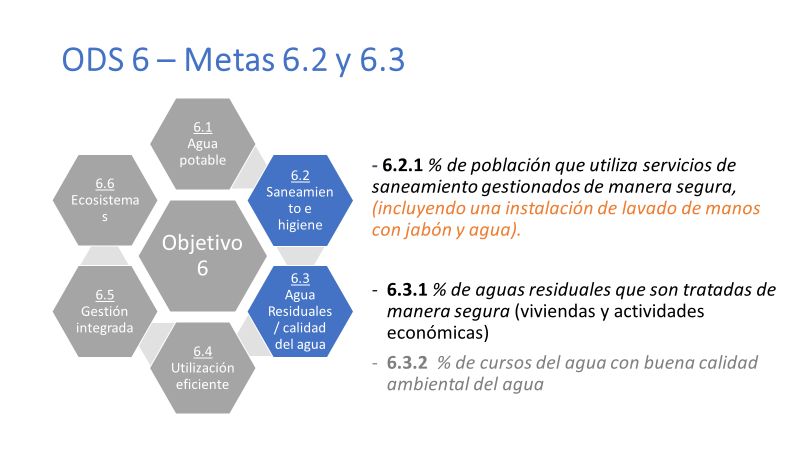 ODS 6 – Metas 6.2 y 6.3
6.1
Agua
potable
6.2
Saneamien
to e
higiene
6.3
Agua
Residuales
/ calidad
del agua
6.4
Utilización
eficiente
6.5
Gestión
integrada
6.6
Ecosistema
s
Objetivo
6
- 6.2.1 % de población que utiliza servicios de
saneamiento gestionados de manera segura,
(incluyendo una instalación de lavado de manos
con jabón y agua).
- 6.3.1 % de aguas residuales que son tratadas de
manera segura (viviendas y actividades
económicas)
- 6.3.2 % de cursos del agua con buena calidad
ambiental del agua